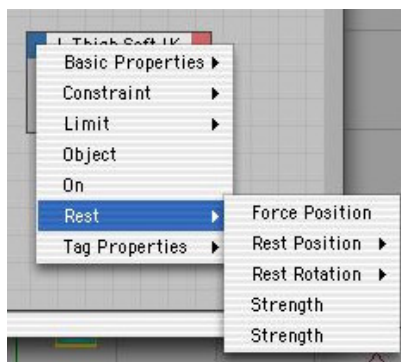 L Thigh Soft IK
Basic Properties
Constraint
Limit
Object
On
Rest
Tag Properties
Force Position
Rest Position
Rest Rotation
Strength
Strength